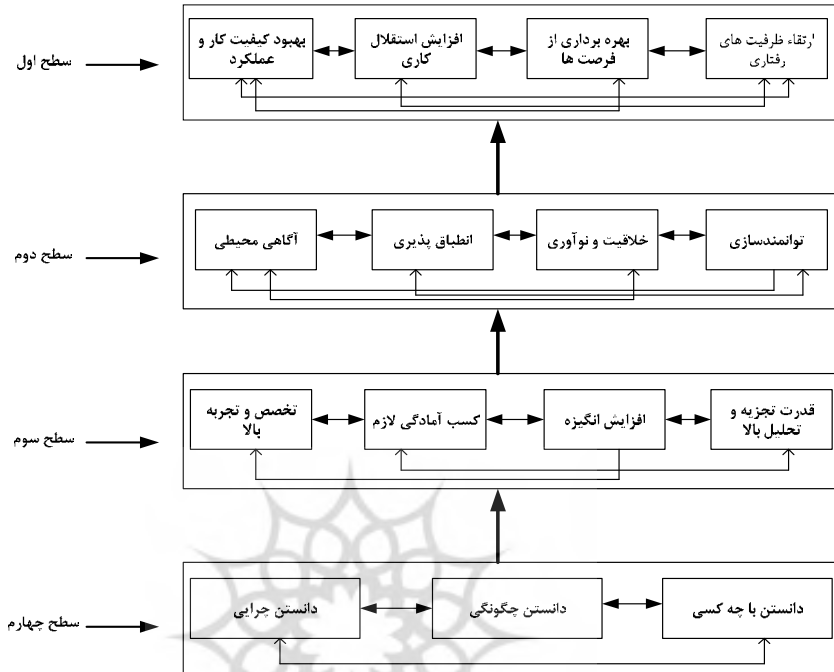 سطح اول
ارتقاء ظرفیت های
رفتاری
بهره برداری از
فرصت ها
افزایش استقلال
کاری
بهبود کیفیت کار و
عملکرد
سطح دوم
توانمندسازی
خلاقیت و نوآوری
انطباق پذیری
آگاهی محیطی
سطح سوم
قدرت تجزیه و
تحلیل بالا
افزایش انگیزه
کسب آمادگی لازم
تخصص و تجربه
بالا
سطح چهارم
دانستن با چه کسی
دانستن چگونگی
دانستن چرایی